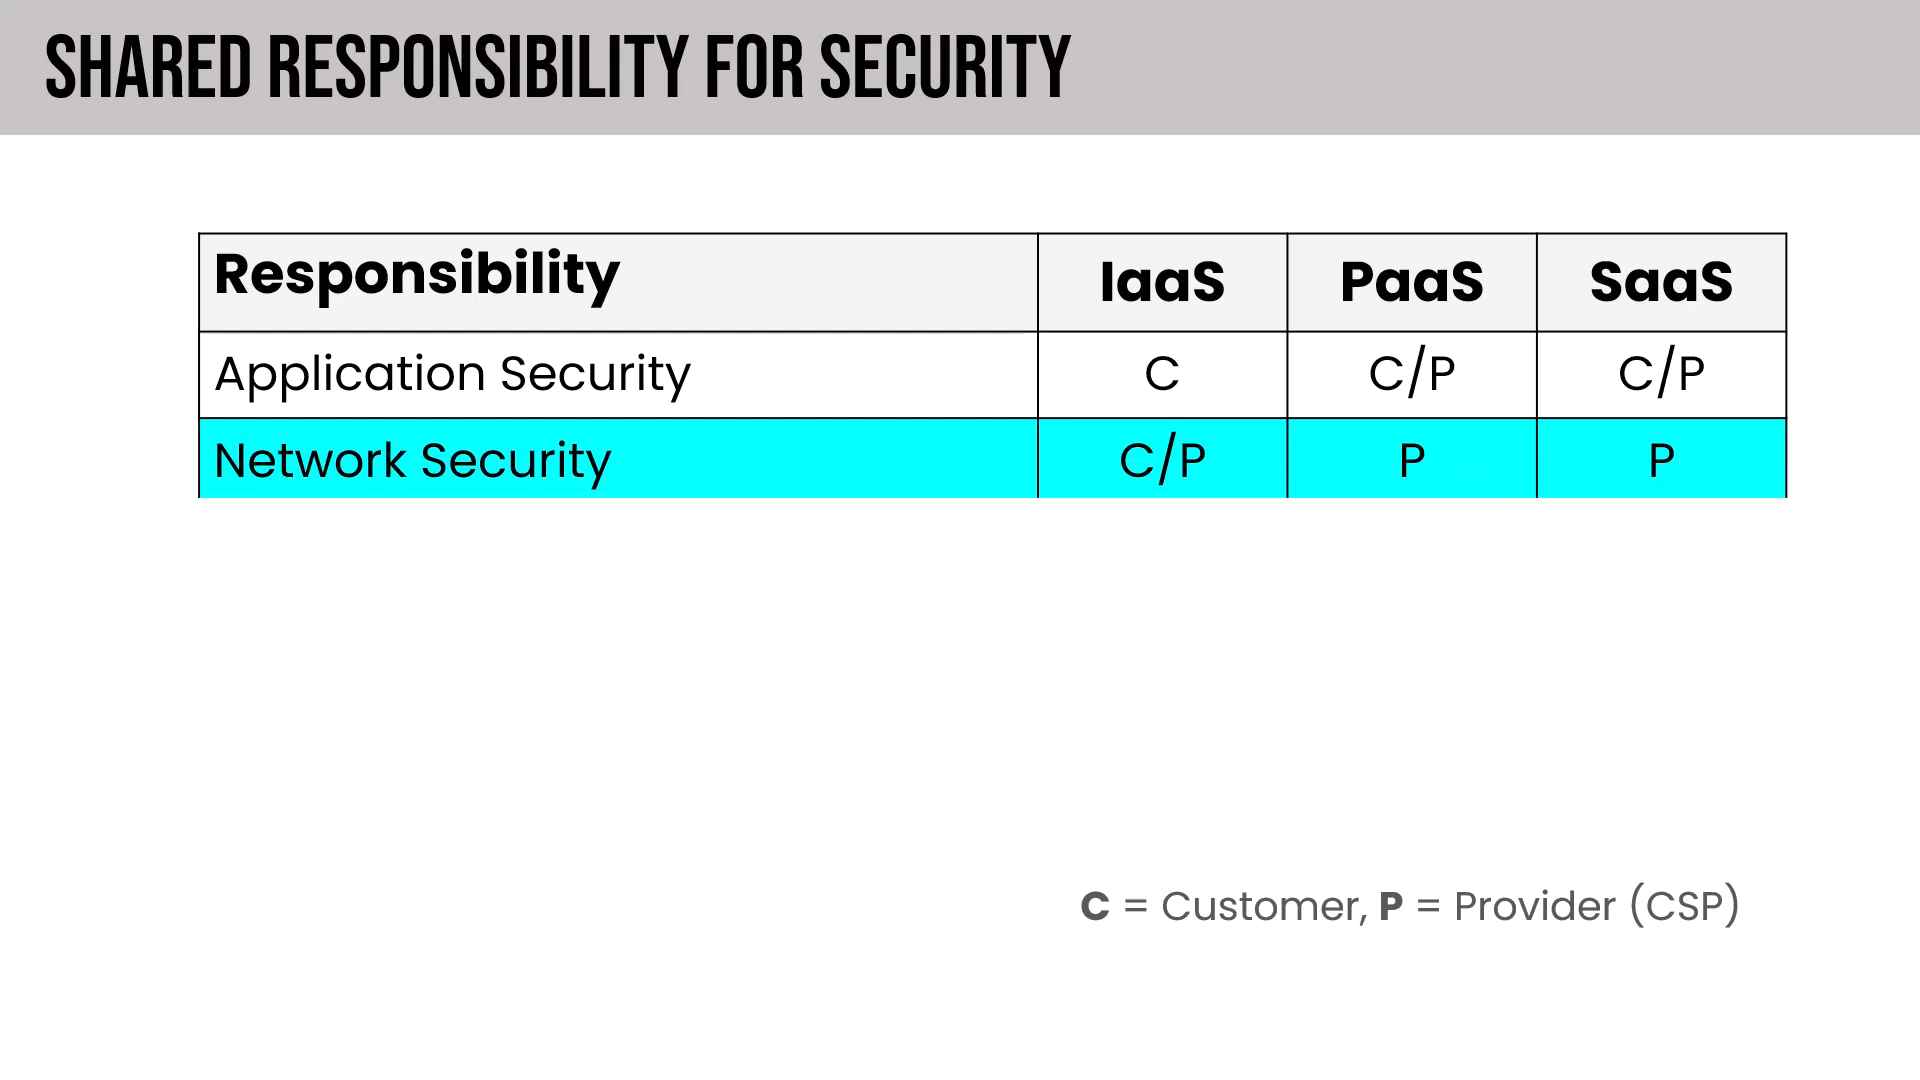 SHARED RESPONSIBILITY FOR SECURITY
Responsibility IaaS PaaS SaaS
Application Security C C/P C/P
Network Security C/P P P
C = Customer, P = Provider (CSP)